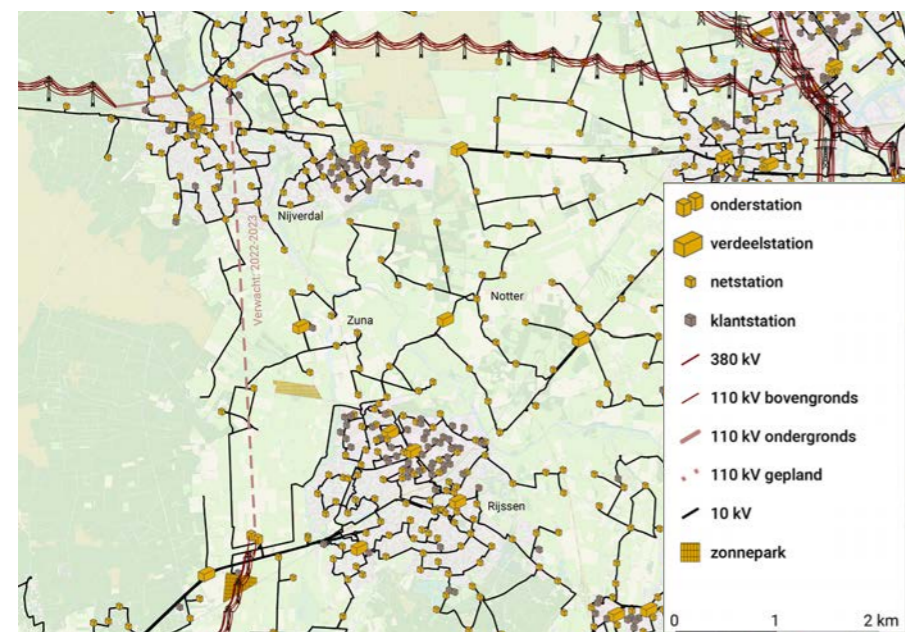 Nijverdal
Verwacht: 2022-2023
Notter
Zuna
Rijssen
onderstation
verdeelstation
netstation
klantstation
380 kV
110 kV bovengronds
110 kV ondergronds
110 kV gepland
10 kV
zonnepark
0 1 2 km